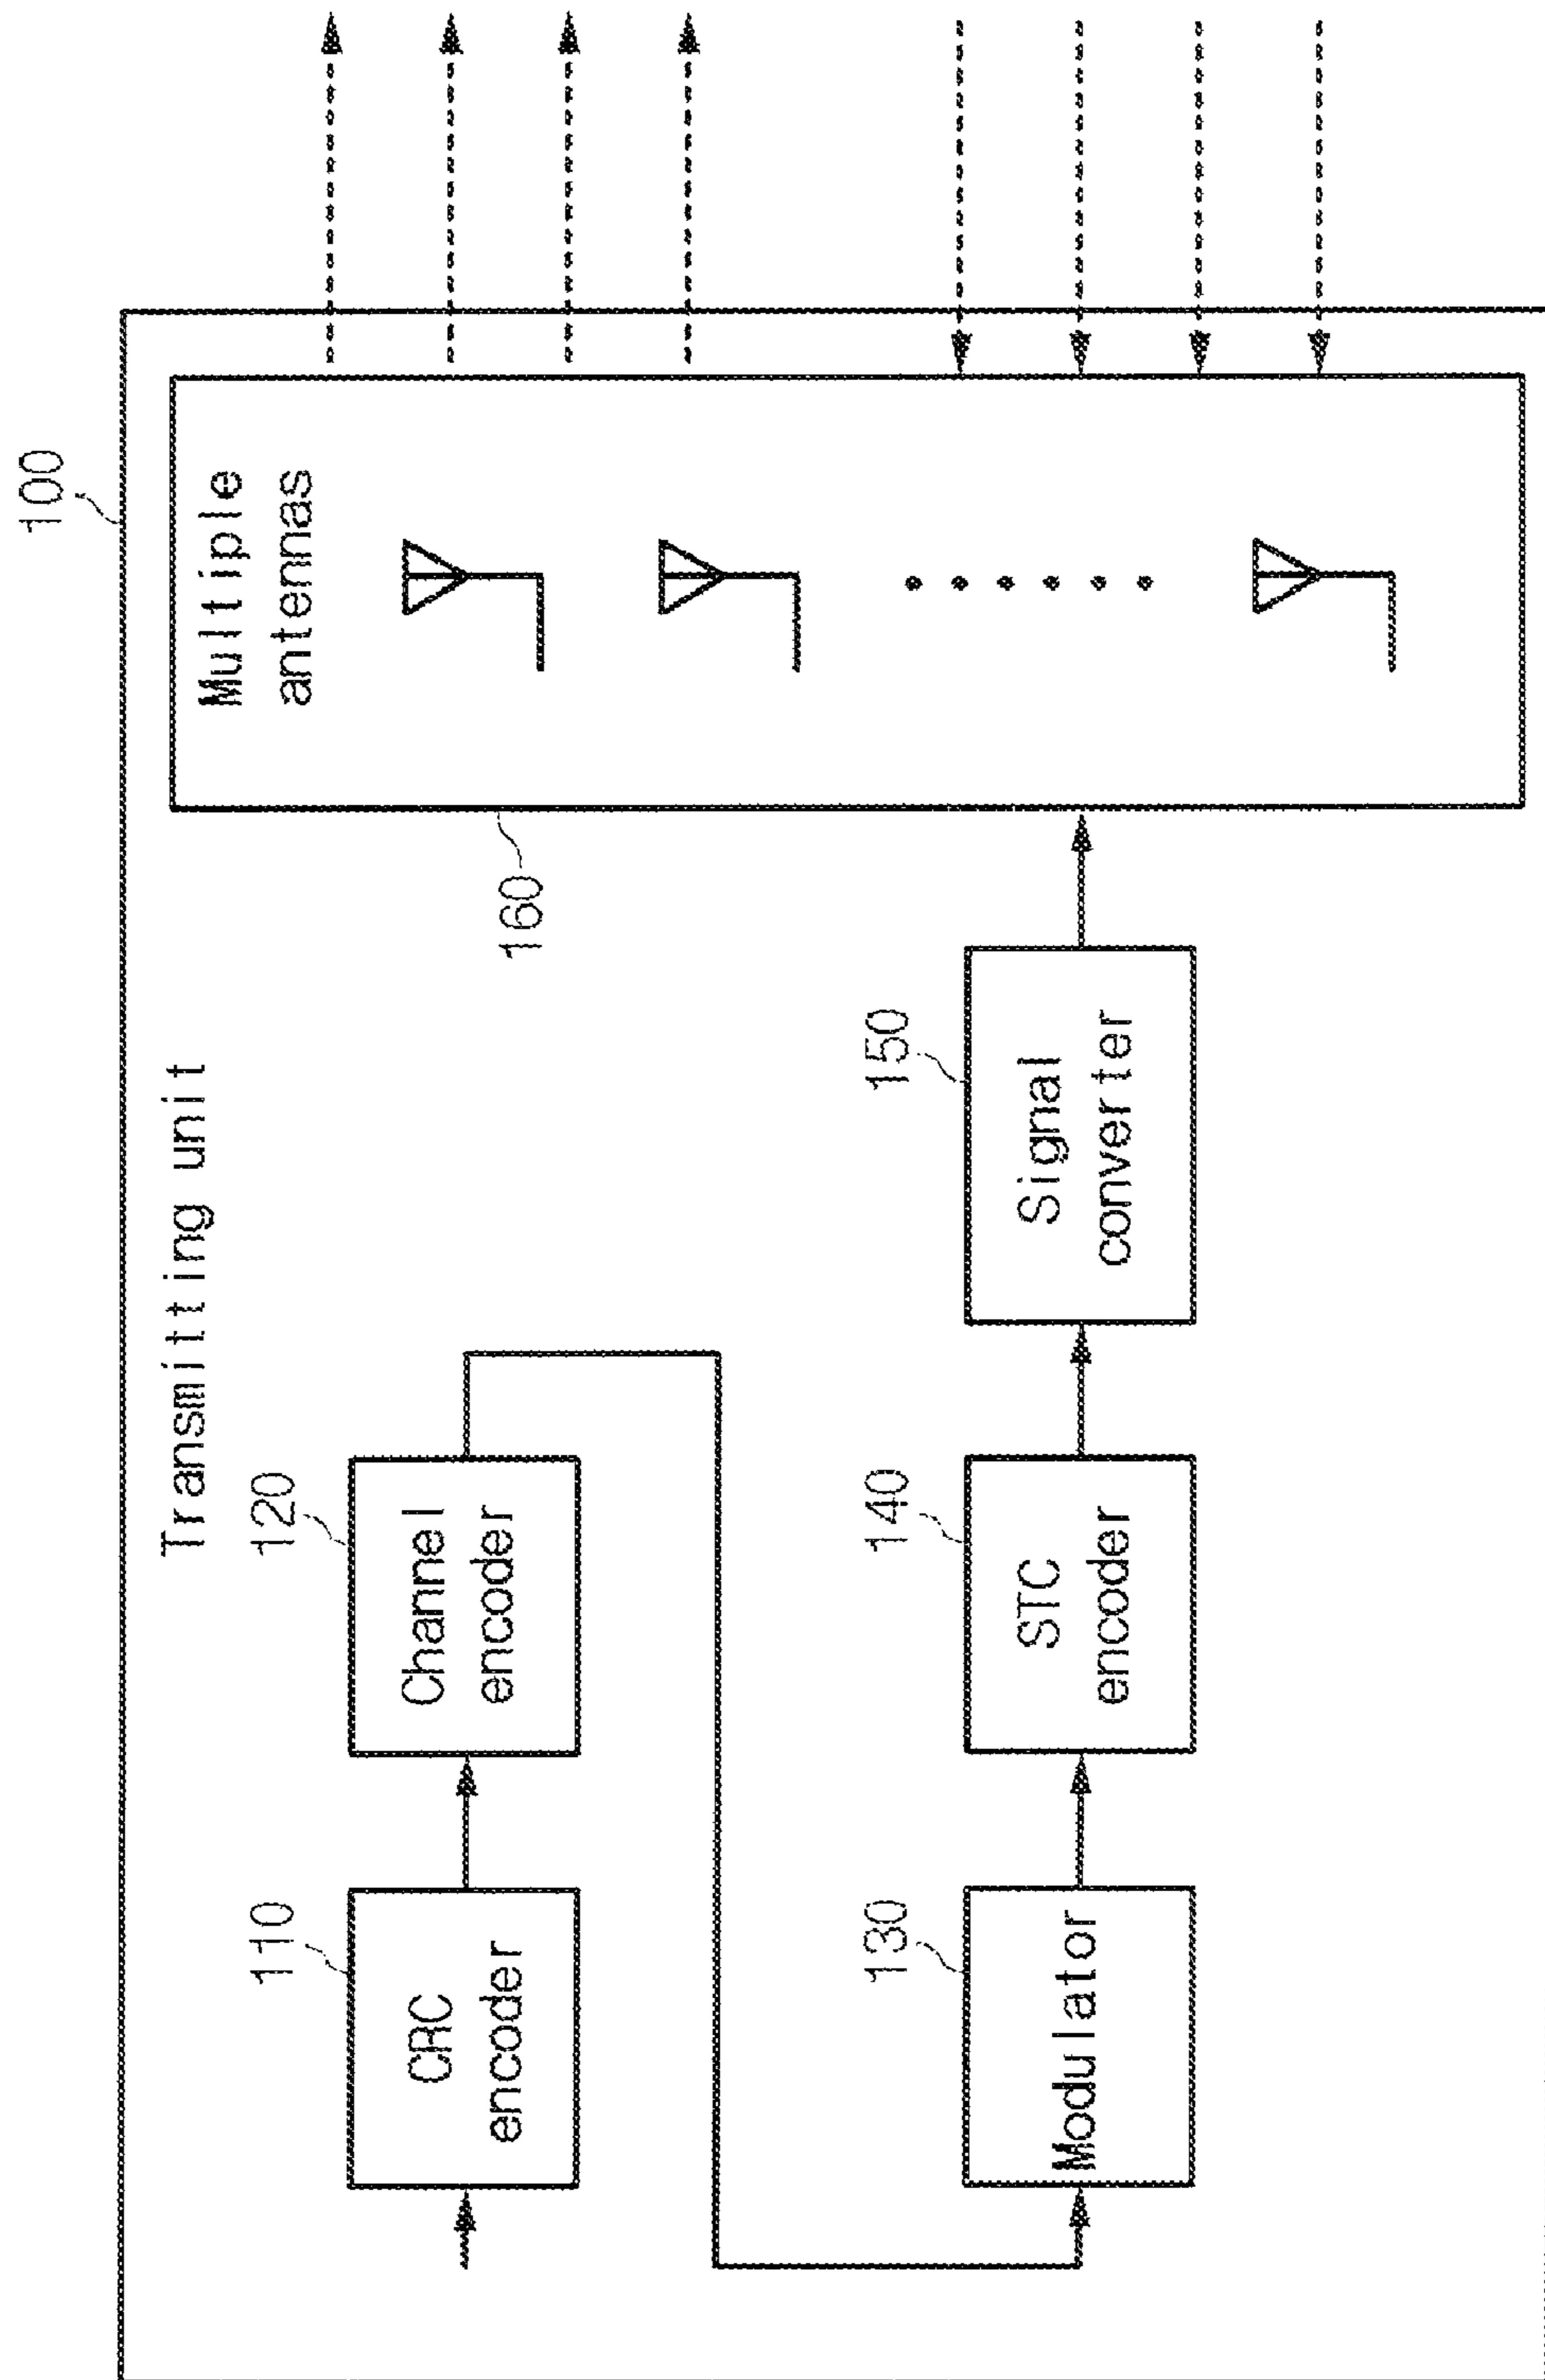 100
Transmitting unit
Multiple
antennas
110
CRC
encoder
120
Channel
encoder
160
130
Modulator
140
STC
encoder
150
Signal
converter